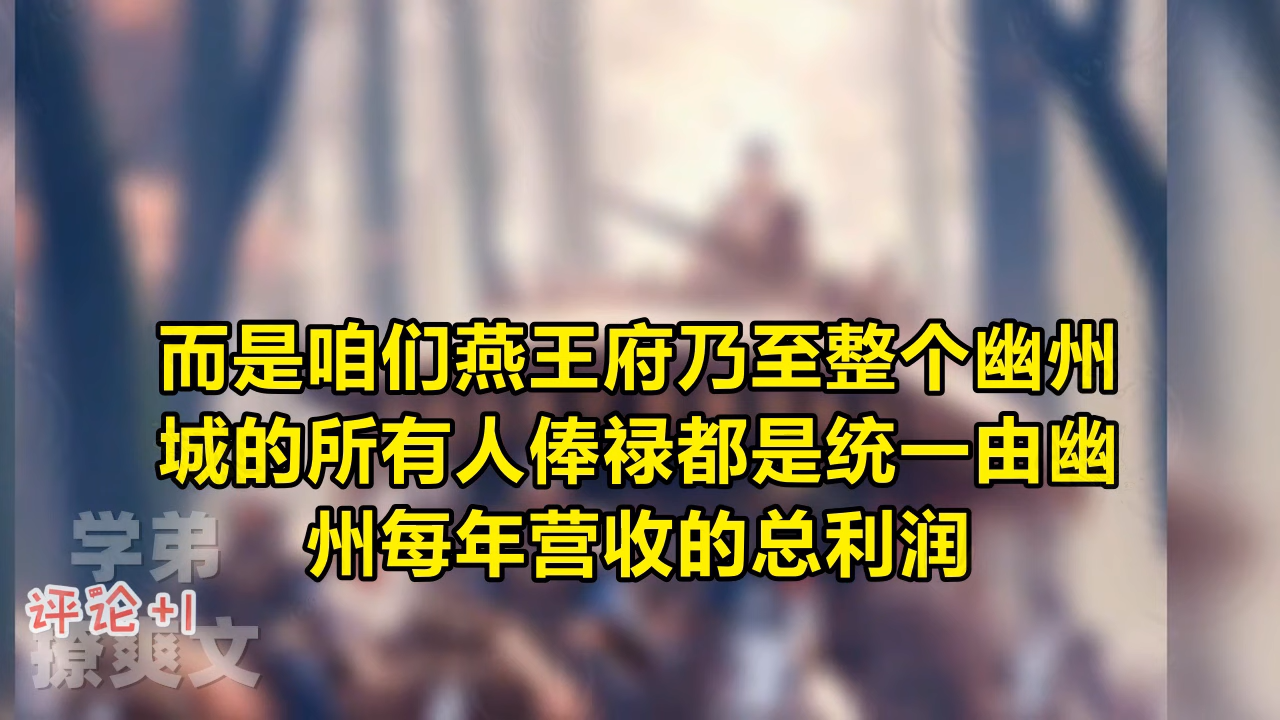 而是咱们燕王府乃至整个幽州
城的所有人俸禄都是统一由幽
州每年营收的总利润
学弟
评论+1
撩爽文